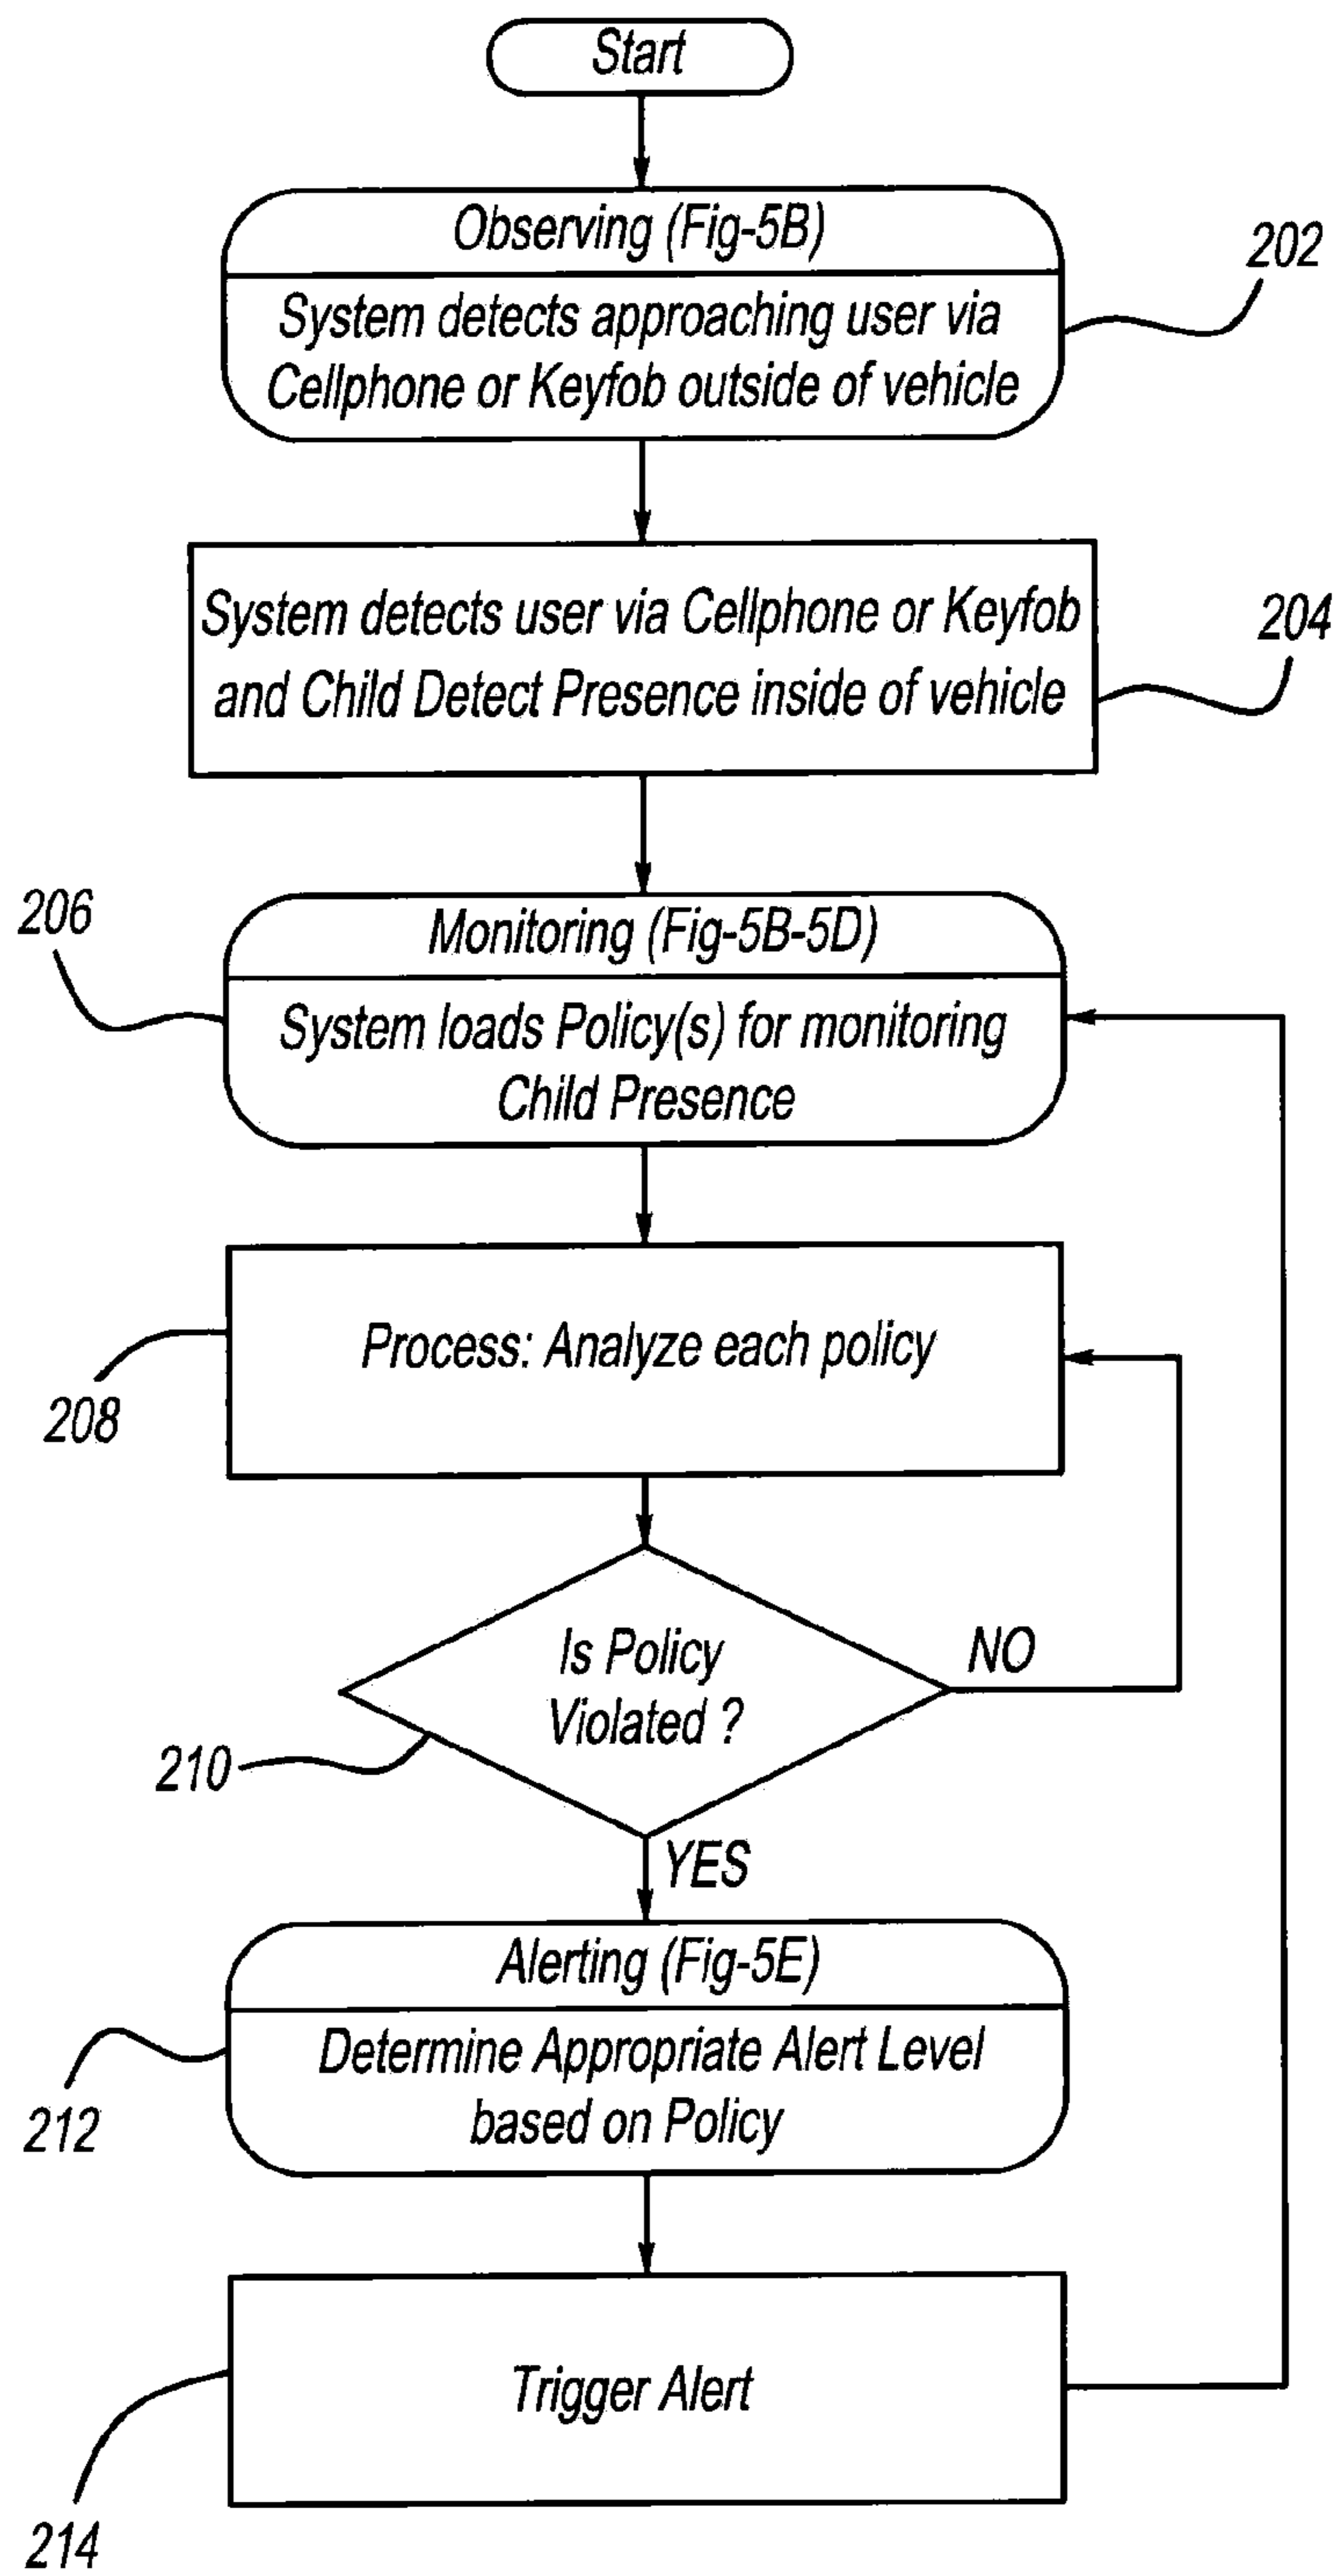 Start
Observing (Fig-5B)
System detects approaching user via
Cellphone or Keyfob outside of vehicle
202
System detects user via Cellphone or Keyfob
and Child Detect Presence inside of vehicle
204
206
Monitoring (Fig-5B-5D)
System loads Policy(s) for monitoring
Child Presence
Process: Analyze each policy
208
Is Policy
Violated ?
NO
210
YES
Alerting (Fig-5E)
Determine Appropriate Alert Level
based on Policy
212
Trigger Alert
214